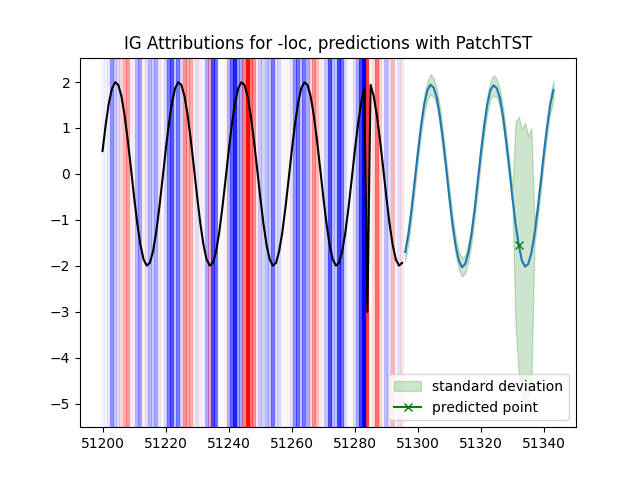 IG Attributions for -loc, predictions with PatchTST
2
1
0
−1
−2
−3
−4
−5
standard deviation
predicted point
51200 51220 51240 51260 51280 51300 51320 51340